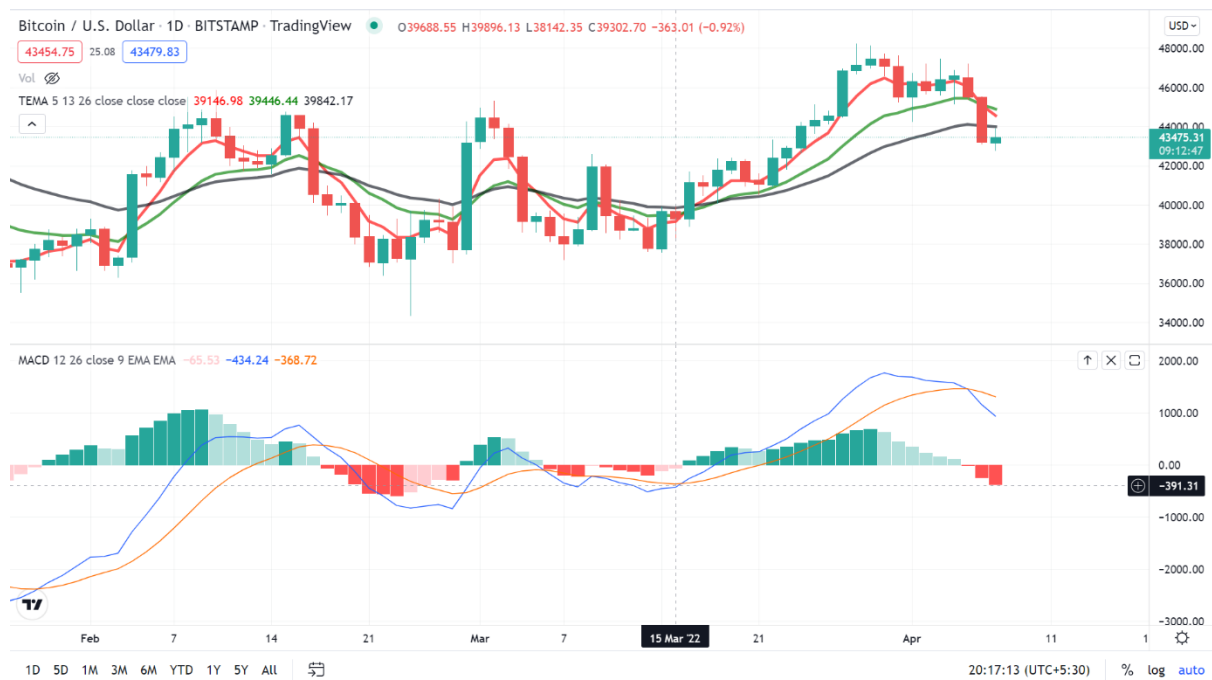 Bitcoin / U.S. Dollar · 1D · BITSTAMP · TradingView O39688.55 H39896.13 L38142.35 C39302.70 −363.01 (−0.92%) USD
43454.75 25.08 43479.83
48000.00
Vol
46000.00
TEMA 5 13 26 close close close 39146.98 39446.44 39842.17
44000.00
43475.31
09:12:47
42000.00
40000.00
38000.00
36000.00
34000.00
MACD 12 26 close 9 EMA EMA −65.53 −434.24 −368.72
2000.00
1000.00
0.00
−391.31
−1000.00
−2000.00
−3000.00
Feb 7 14 21 Mar 7 15 Mar '22 21 Apr 11 1
1D 5D 1M 3M 6M YTD 1Y 5Y All 20:17:13 (UTC+5:30) % log auto